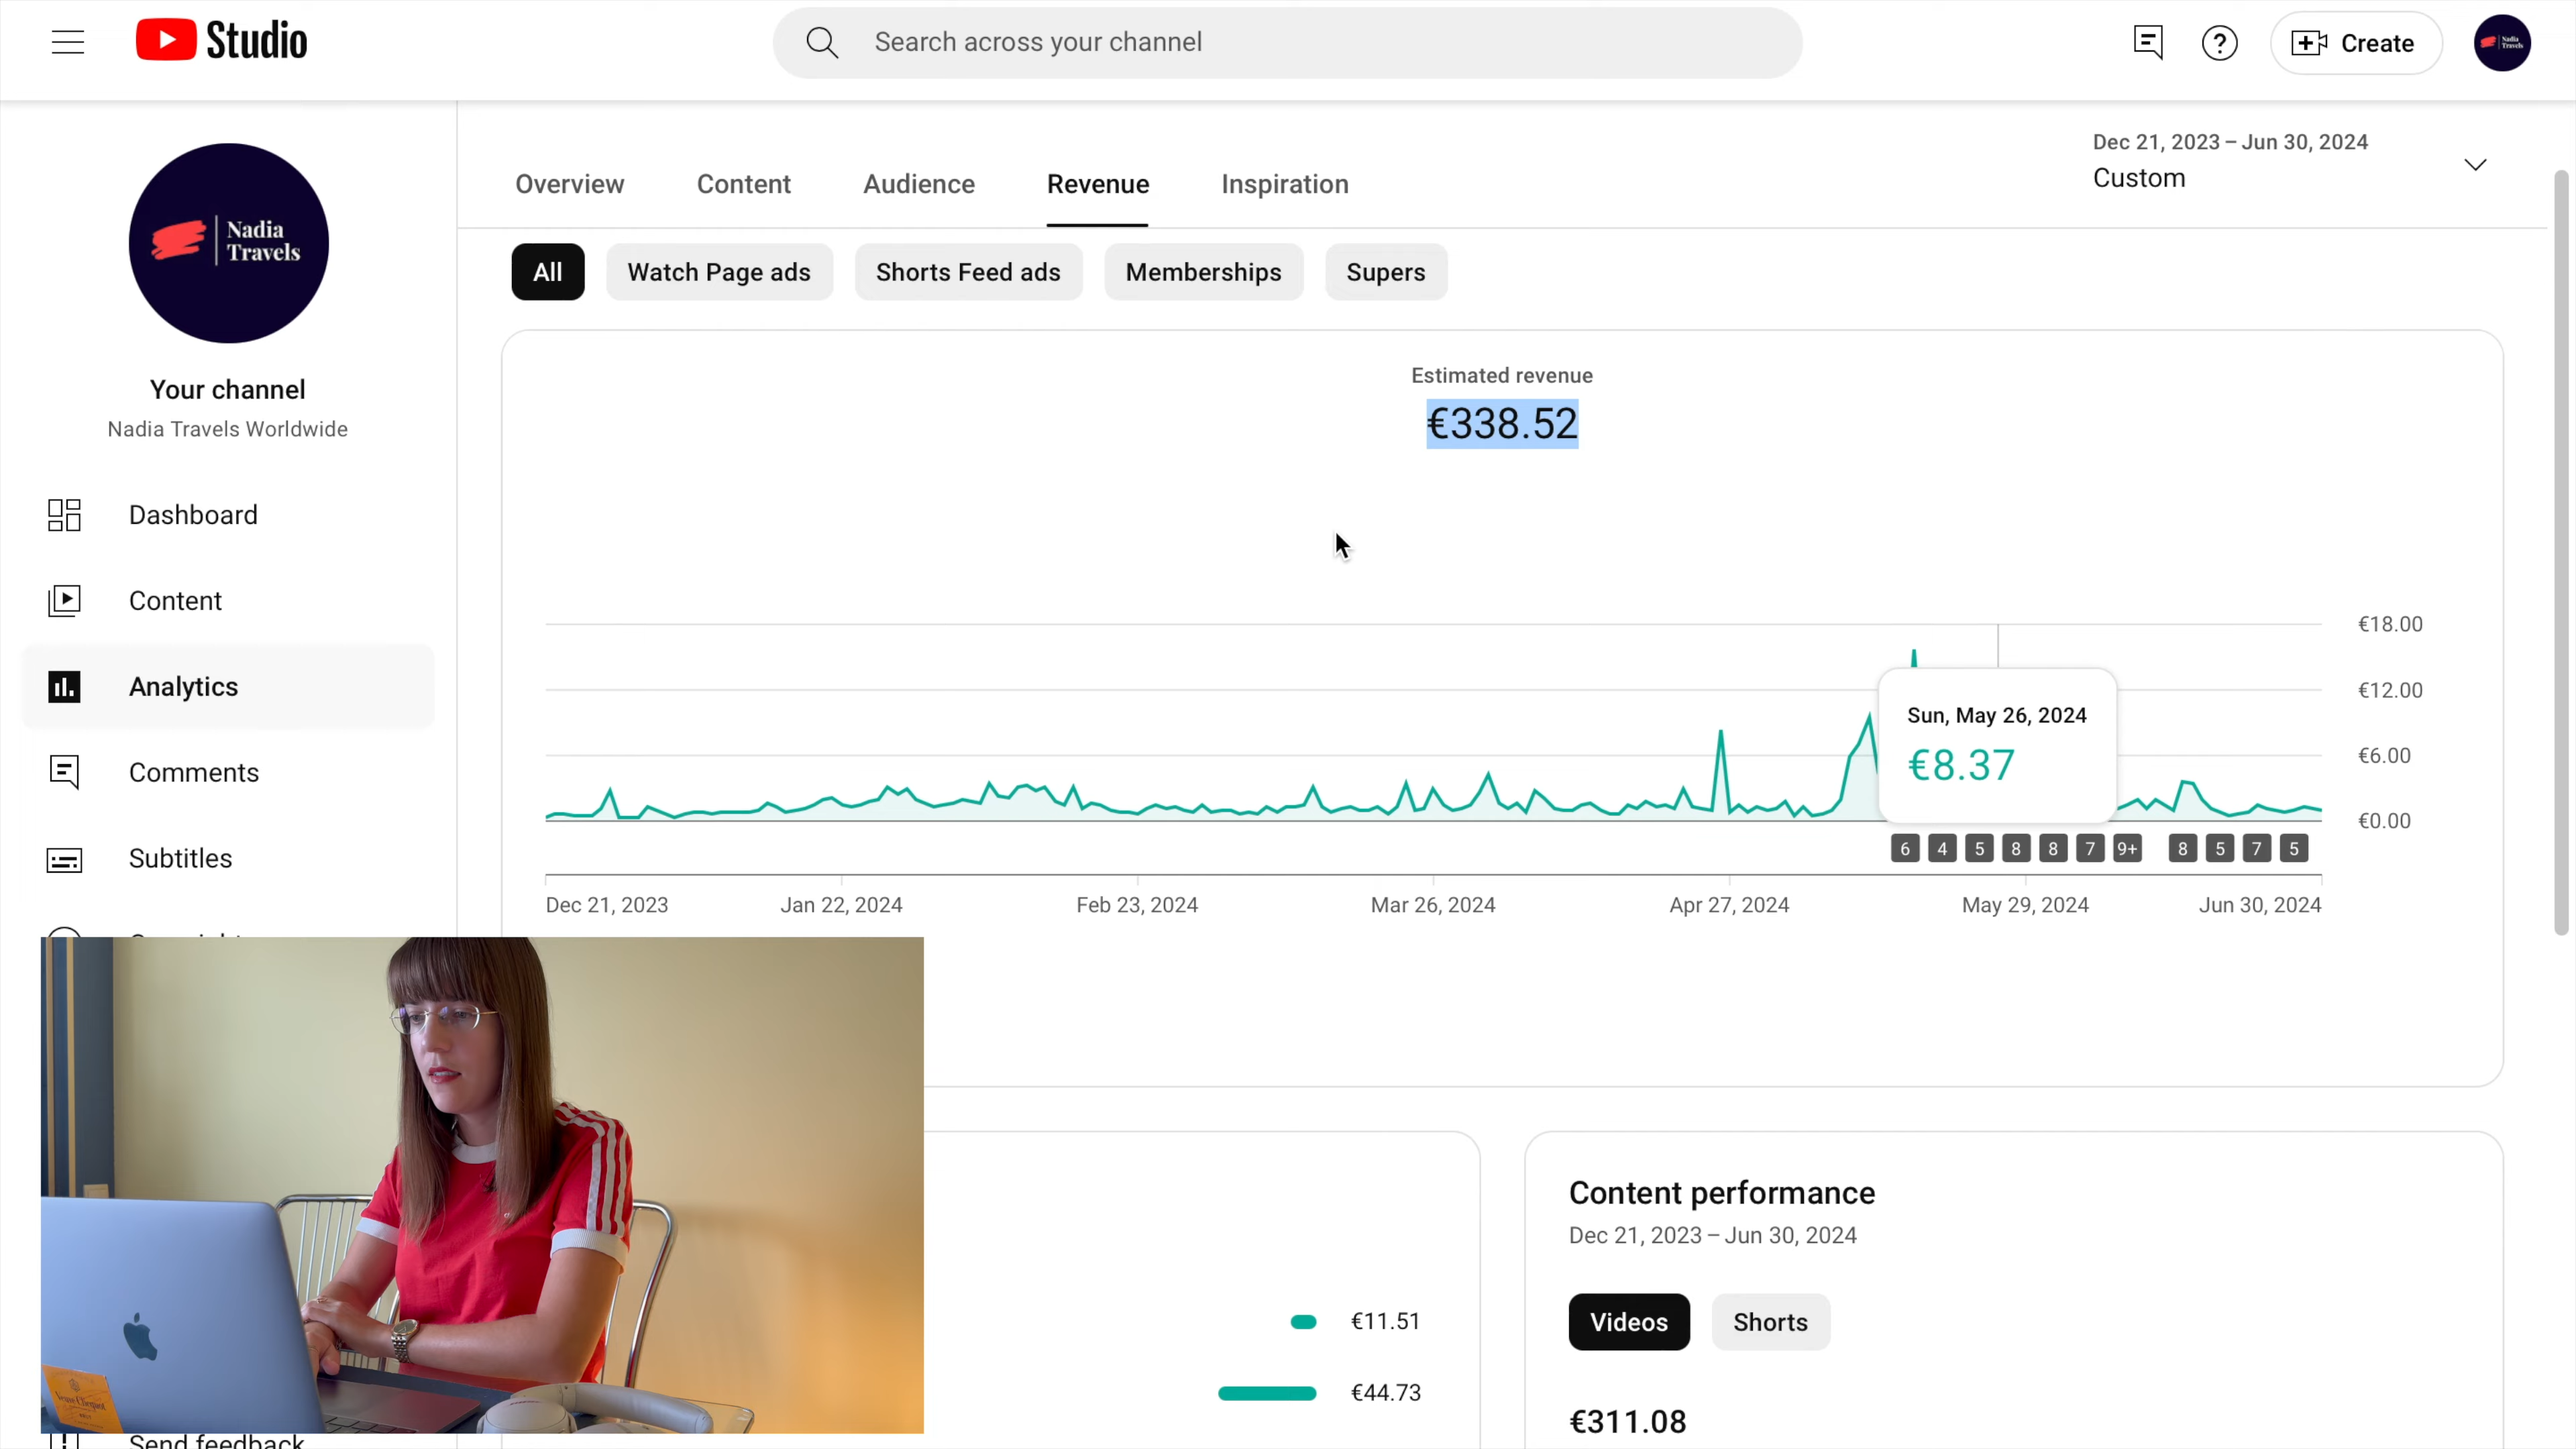 Studio
Search across your channel
Create
Nadia
Travels
Nadia
Travels
Your channel
Nadia Travels Worldwide
Dashboard
Content
Analytics
Comments
Subtitles
Send feedback
Overview
Content
Audience
Revenue
Inspiration
Dec 21, 2023 – Jun 30, 2024
Custom
All
Watch Page ads
Shorts Feed ads
Memberships
Supers
Estimated revenue
€338.52
€18.00
€12.00
€6.00
€0.00
Sun, May 26, 2024
€8.37
6 4 5 8 8 7 9+ 8 5 7 5
Dec 21, 2023
Jan 22, 2024
Feb 23, 2024
Mar 26, 2024
Apr 27, 2024
May 29, 2024
Jun 30, 2024
€11.51
€44.73
Content performance
Dec 21, 2023 – Jun 30, 2024
Videos
Shorts
€311.08